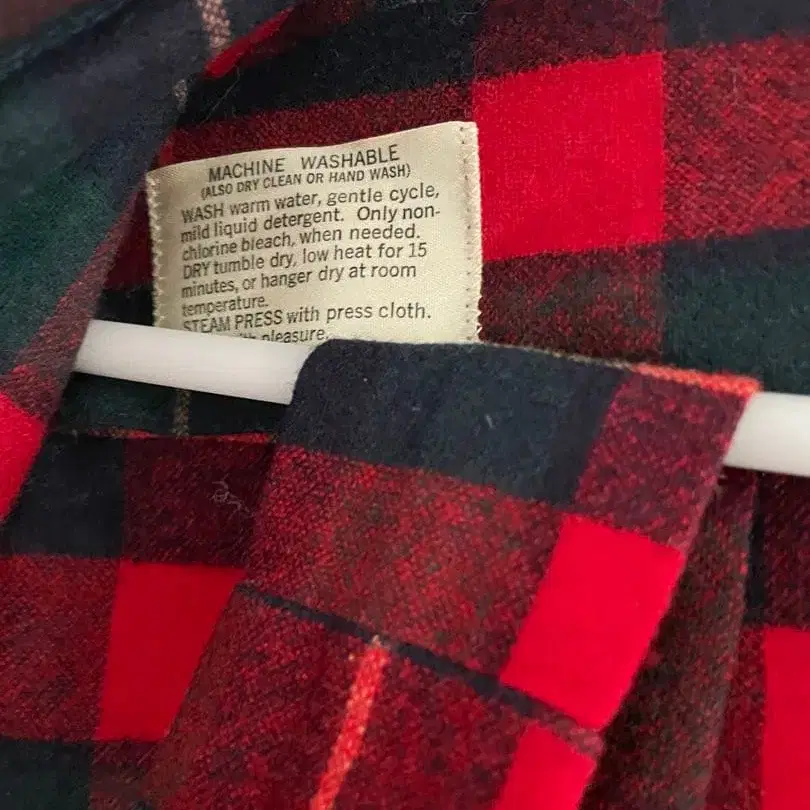 MACHINE WASHABLE
(ALSO DRY CLEAN OR HAND WASH)
WASH warm water, gentle cycle,
mild liquid detergent. Only non-
chlorine bleach, when needed.
DRY tumble dry, low heat for 15
minutes, or hanger dry at room
temperature.
STEAM PRESS with press cloth.
pleasure.